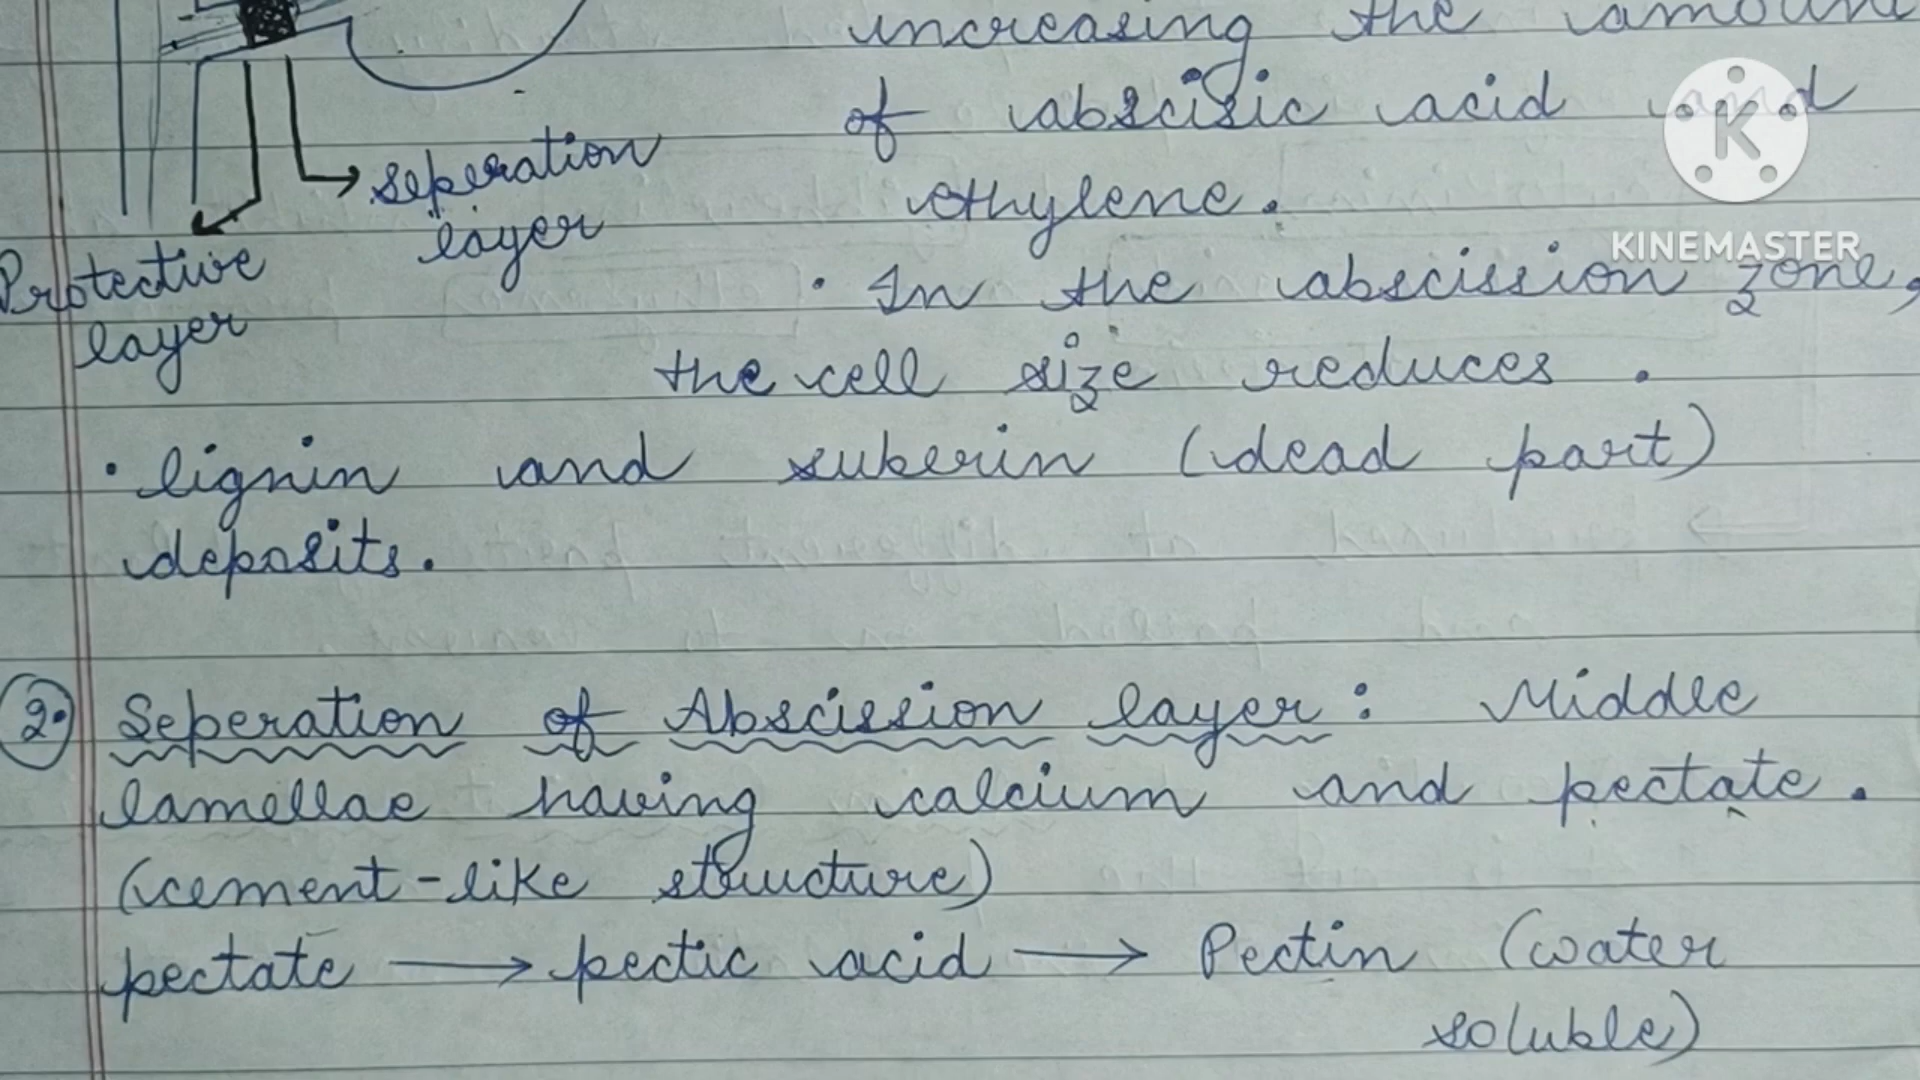 increasing the amount
of abscisic acid and
ethylene.
seperation
layer
Protective
layer
K
KINEMASTER
• In the abscission zone,
the cell size reduces.
• lignin and suberin (dead part)
deposits.
2. Seperation of Abscission layer: Middle
lamellae having calcium and pectate.
(cement-like structure)
pectate → pectic acid → Pectin (water
soluble)